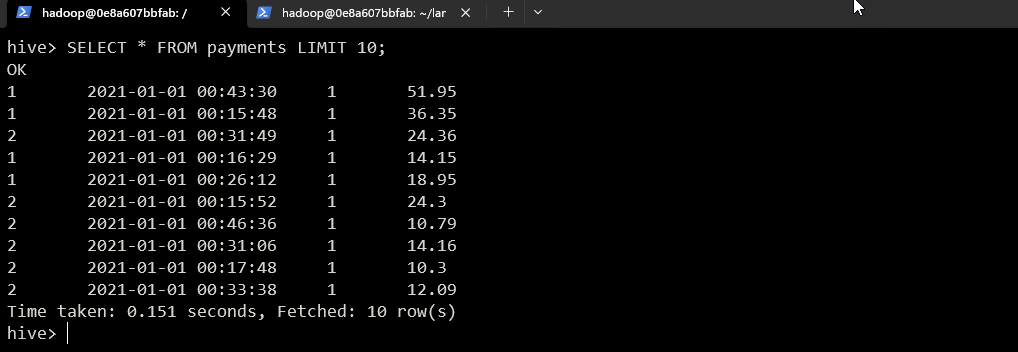 hadoop@0e8a607bbfab: /
hadoop@0e8a607bbfab: ~/lar
hive> SELECT * FROM payments LIMIT 10;
OK
1 2021-01-01 00:43:30 1 51.95
1 2021-01-01 00:15:48 1 36.35
2 2021-01-01 00:31:49 1 24.36
1 2021-01-01 00:16:29 1 14.15
1 2021-01-01 00:26:12 1 18.95
2 2021-01-01 00:15:52 1 24.3
2 2021-01-01 00:46:36 1 10.79
2 2021-01-01 00:31:06 1 14.16
2 2021-01-01 00:17:48 1 10.3
2 2021-01-01 00:33:38 1 12.09
Time taken: 0.151 seconds, Fetched: 10 row(s)
hive>